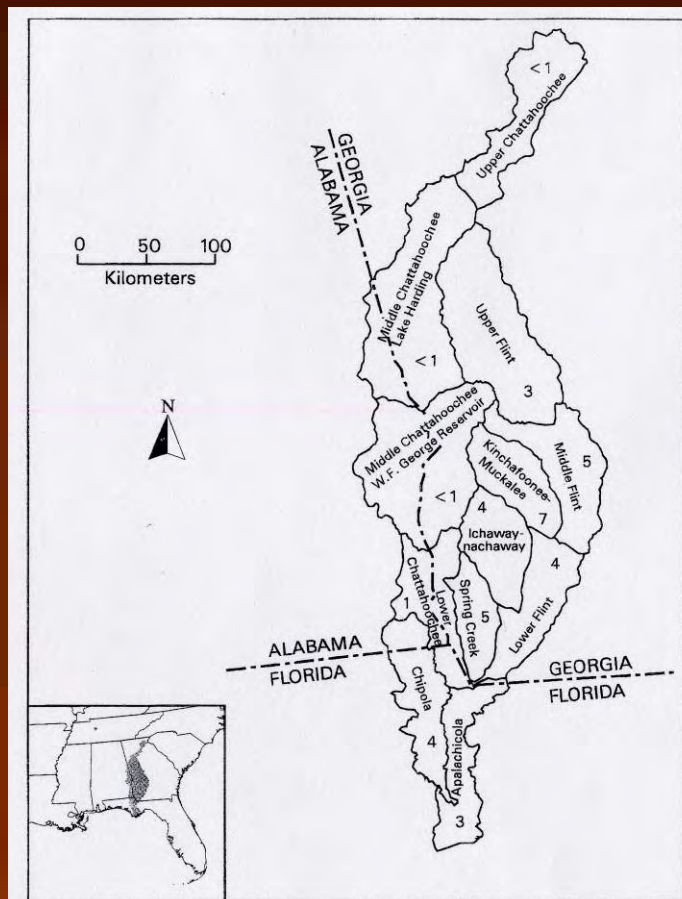 <1
Upper Chattahoochee
GEORGIA
ALABAMA
0 50 100
Kilometers
Middle Chattahoochee
Lake Harding
<1
Upper Flint
3
N
Middle Chattahoochee
W.F. George Reservoir
<1
Kinchafoonee-
Muckalee
7
Middle Flint
5
4
Ichaway-
nachaway
4
Lower Flint
Lower
Chattahoochee
1
Spring Creek
5
ALABAMA
FLORIDA
GEORGIA
FLORIDA
Chipola
4
Apalachicola
3